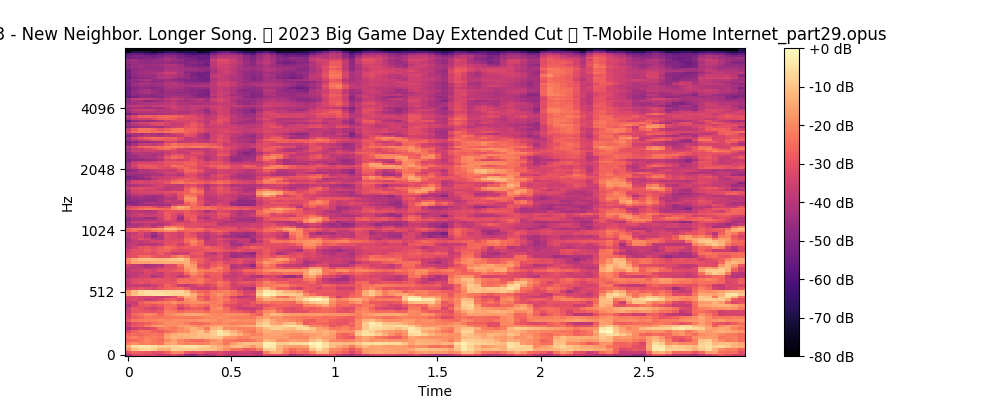 3 - New Neighbor. Longer Song. 2023 Big Game Day Extended Cut T-Mobile Home Internet_part29.opus
+0 dB
4096
-10 dB
-20 dB
2048
-30 dB
Hz
-40 dB
1024
-50 dB
512
-60 dB
-70 dB
0
-80 dB
0
0.5
1
1.5
2
2.5
Time